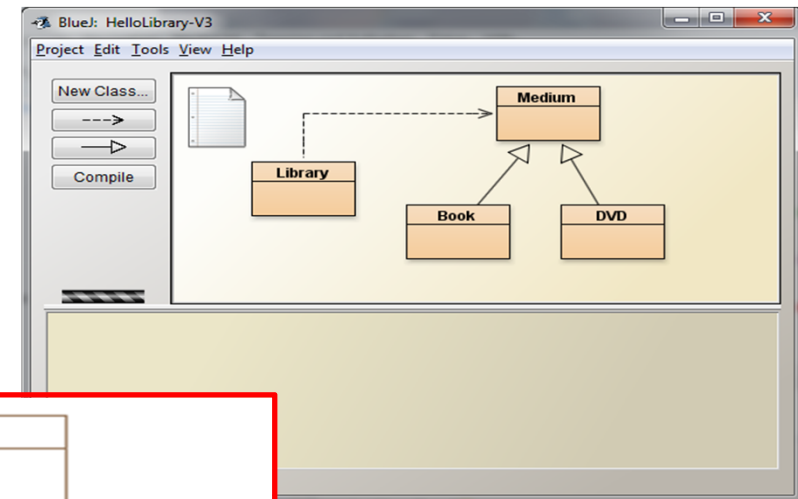 BlueJ: HelloLibrary-V3
Project Edit Tools View Help
New Class...
--->
Compile
Medium
Library
Book
DVD